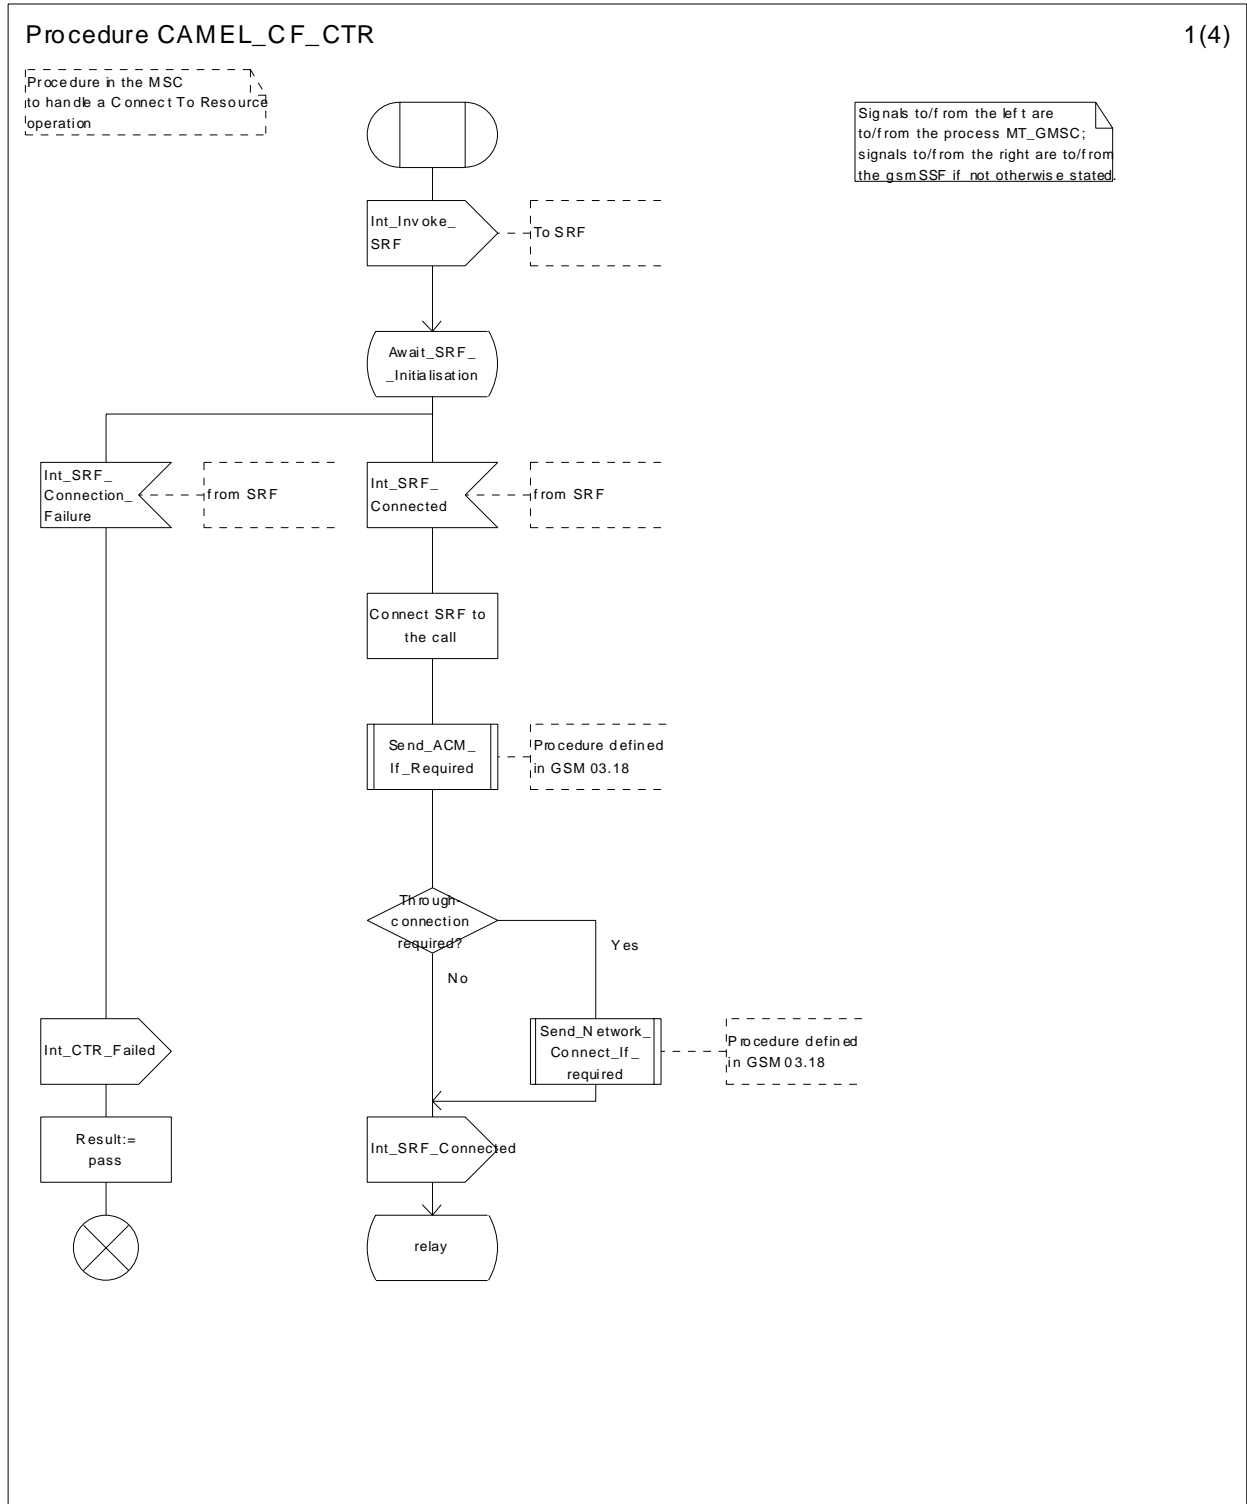 Procedure CAMEL_CF_CTR
1(4)
Procedure in the MSC
to handle a Connect To Resource
operation
Signals to/from the left are
to/from the process MT_GMSC;
signals to/from the right are to/from
the gsmSSF if not otherwise stated.
Int_Invoke_
SRF
To SRF
Await_SRF_
_Initialisation
Int_SRF_
Connection_
Failure
from SRF
Int_SRF_
Connected
from SRF
Connect SRF to
the call
Send_ACM_
If_Required
Procedure defined
in GSM 03.18
Through-
connection
required?
Yes
No
Int_CTR_Failed
Send_Network_
Connect_If_
required
Procedure defined
in GSM 03.18
Result:=
pass
Int_SRF_Connected
relay